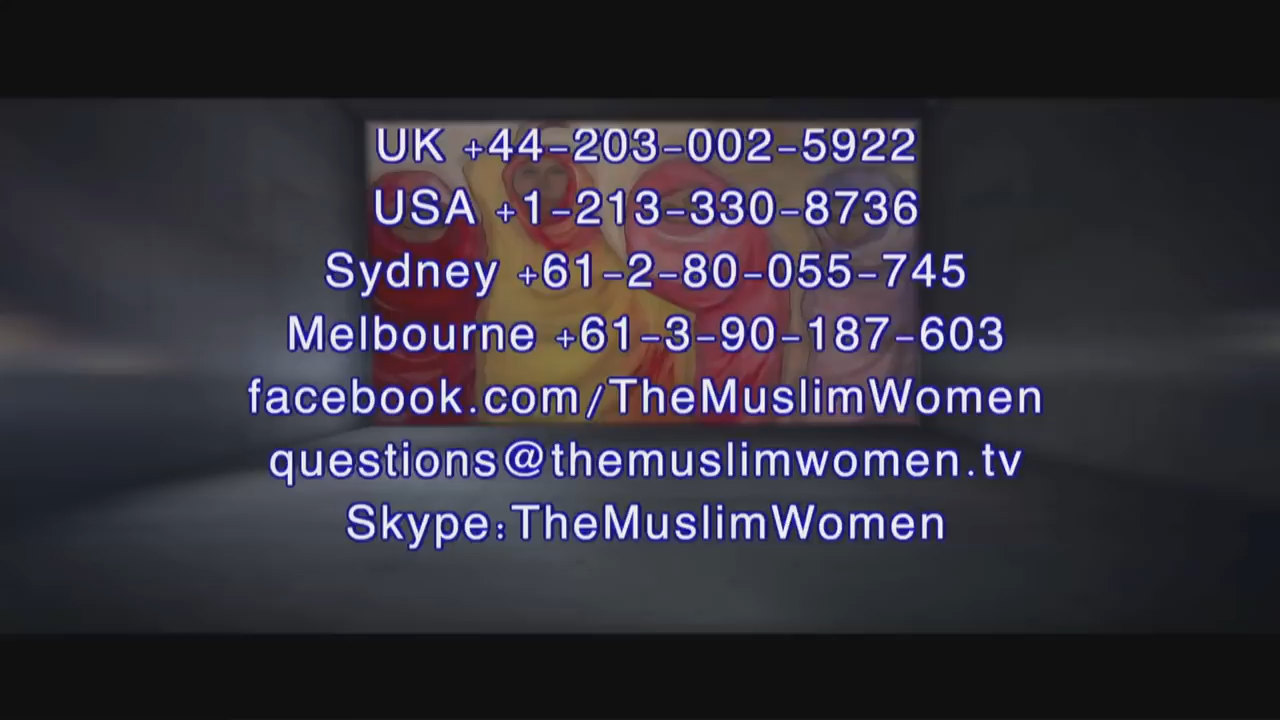 UK +44-203-002-5922
USA +1-213-330-8736
Sydney +61-2-80-055-745
Melbourne +61-3-90-187-603
facebook.com/TheMuslimWomen
questions@themuslimwomen.tv
Skype:TheMuslimWomen